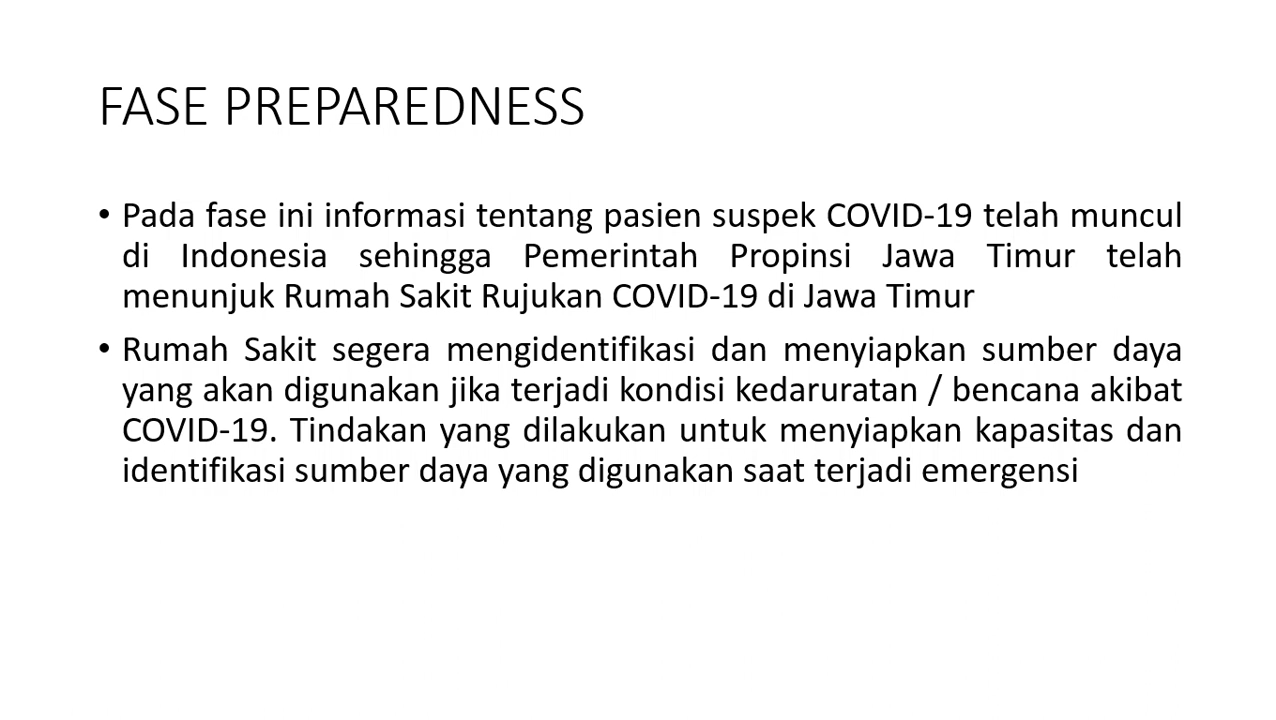 FASE PREPAREDNESS
• Pada fase ini informasi tentang pasien suspek COVID-19 telah muncul
di Indonesia sehingga Pemerintah Propinsi Jawa Timur telah
menunjuk Rumah Sakit Rujukan COVID-19 di Jawa Timur
• Rumah Sakit segera mengidentifikasi dan menyiapkan sumber daya
yang akan digunakan jika terjadi kondisi kedaruratan / bencana akibat
COVID-19. Tindakan yang dilakukan untuk menyiapkan kapasitas dan
identifikasi sumber daya yang digunakan saat terjadi emergensi